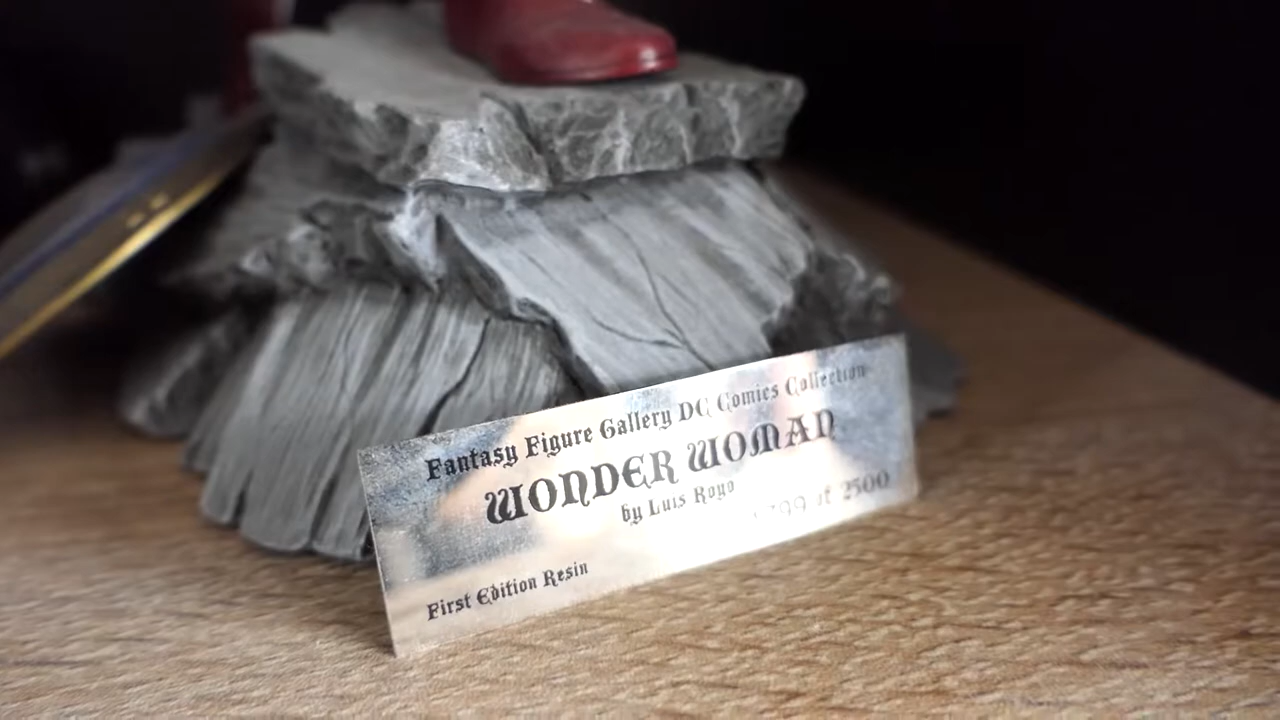 Fantasy Figure Gallery DC Comics Collection
WONDER WOMAN
by Luis Royo
of 2500
First Edition Resin